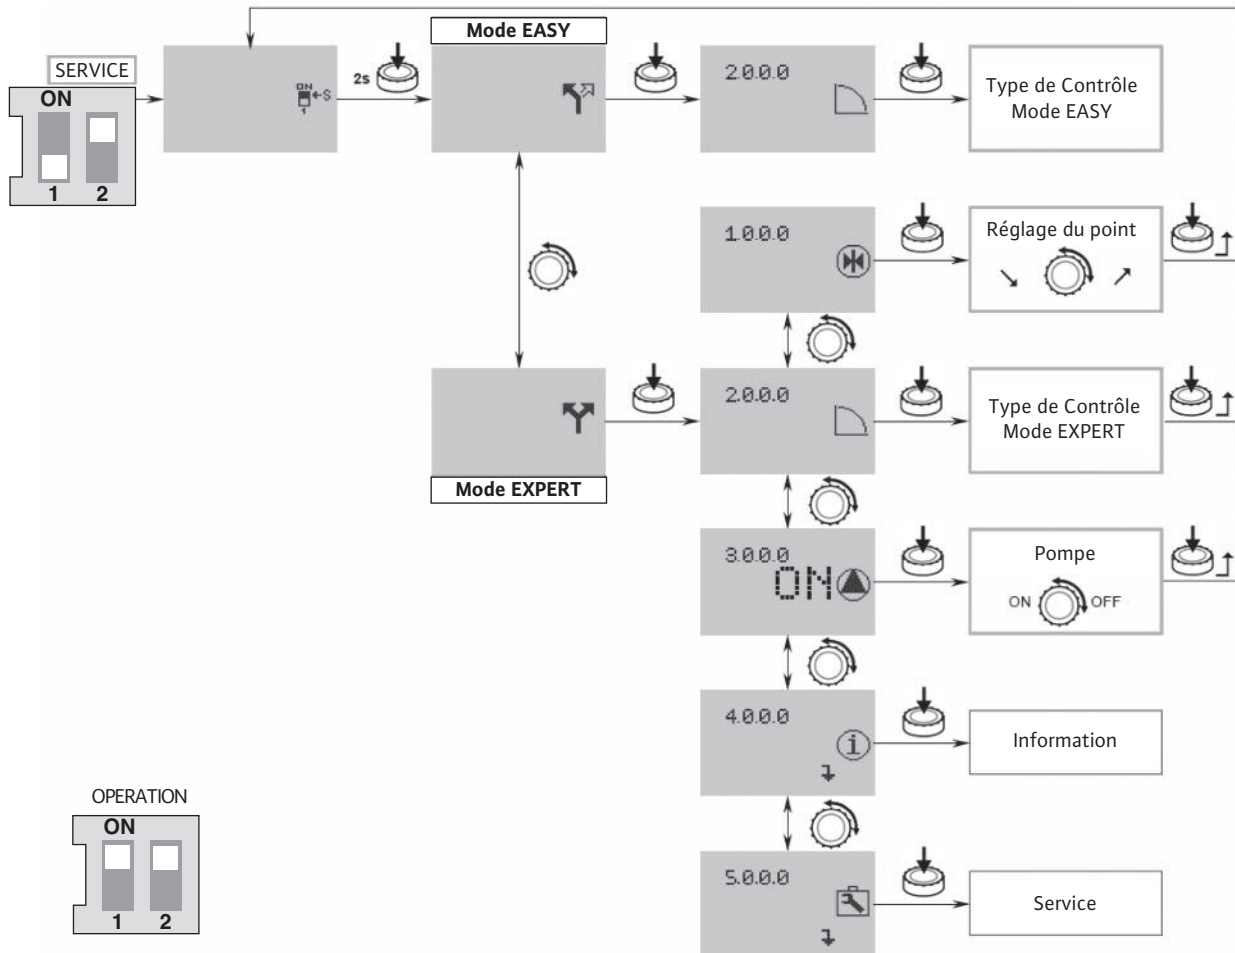 Mode EASY
SERVICE
ON
1 2
ON
←S
1
2s
2.0.0.0
Type de Contrôle
Mode EASY
1.0.0.0
Réglage du point
2.0.0.0
Type de Contrôle
Mode EXPERT
Mode EXPERT
3.0.0.0
ON
Pompe
ON OFF
4.0.0.0
i
Information
OPERATION
ON
1 2
5.0.0.0
Service